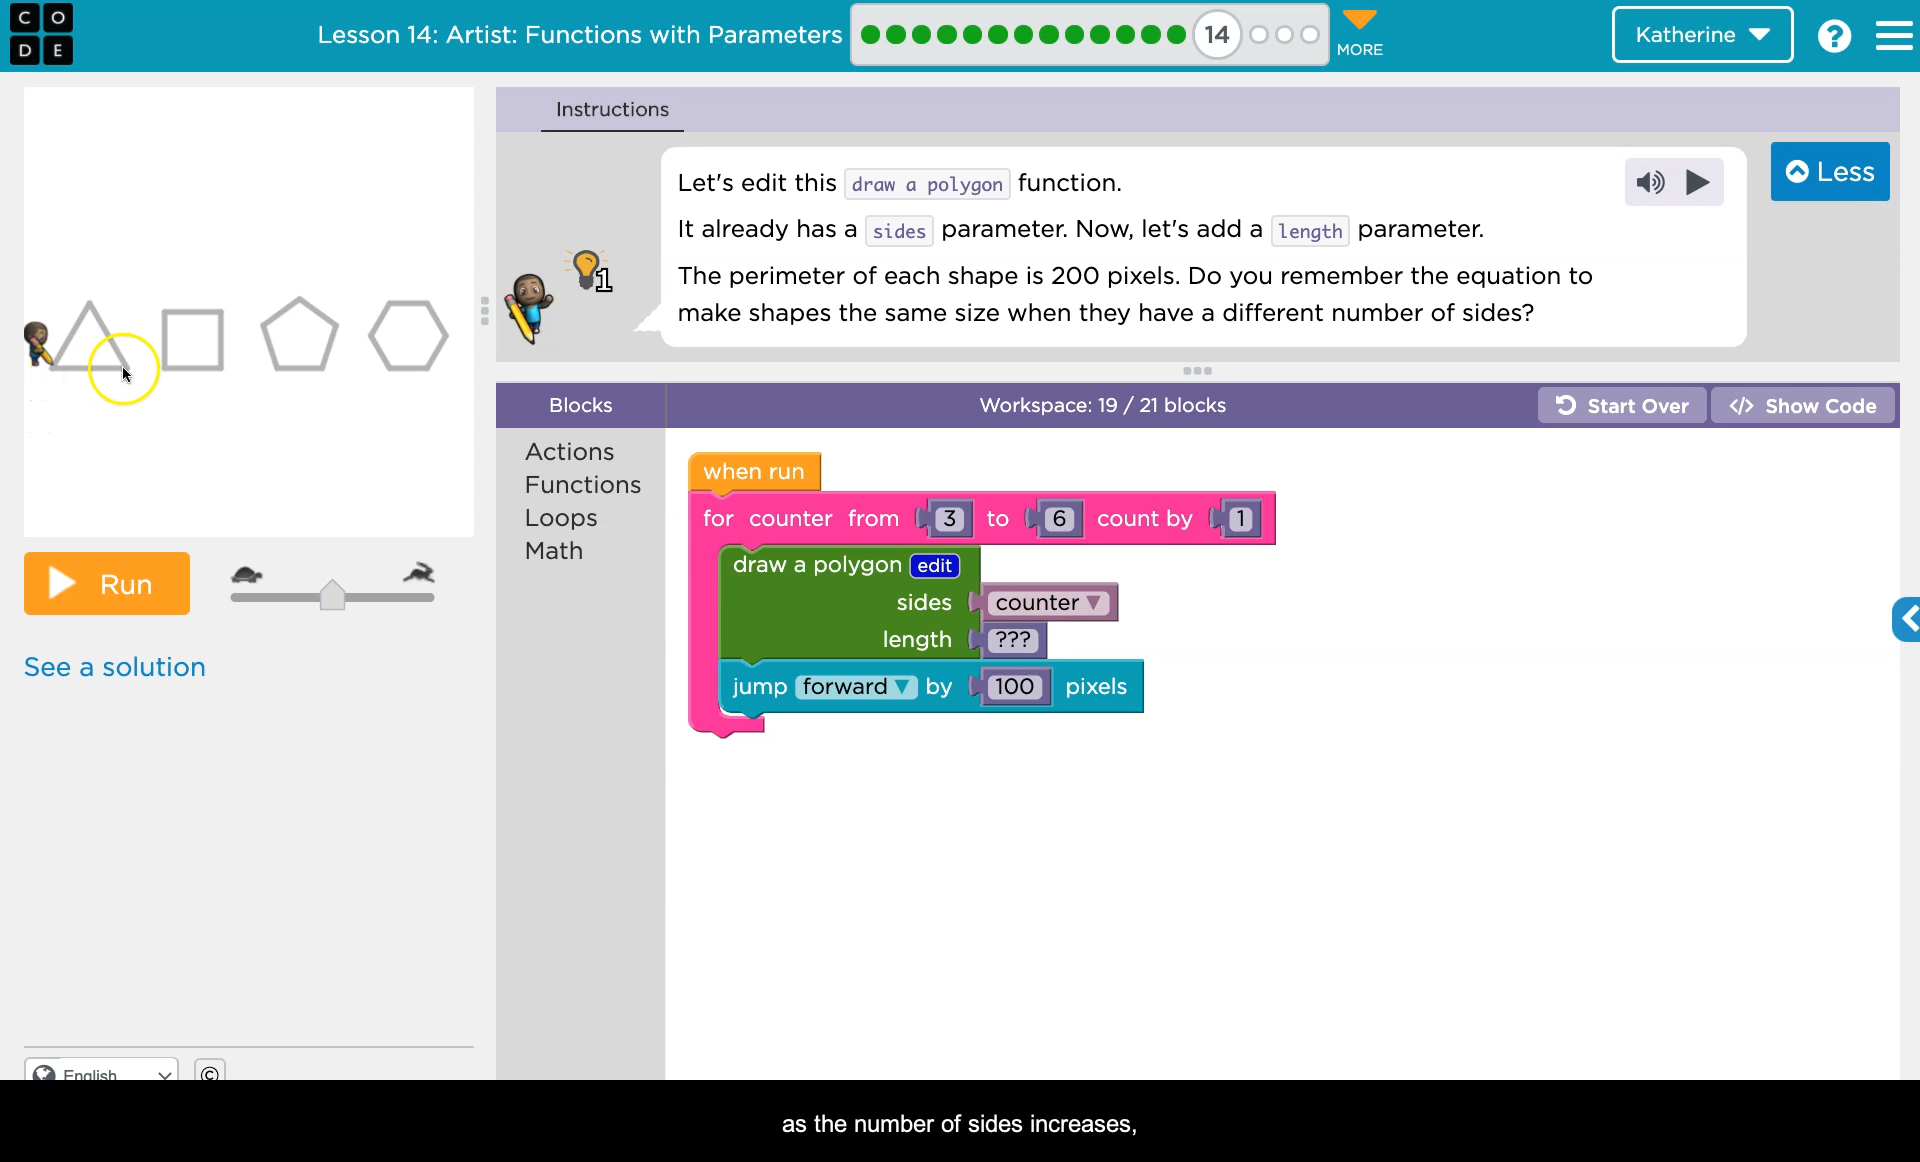 C O
D E
Lesson 14: Artist: Functions with Parameters
14
MORE
Katherine
?
Instructions
Let's edit this draw a polygon function.
It already has a sides parameter. Now, let's add a length parameter.
The perimeter of each shape is 200 pixels. Do you remember the equation to
make shapes the same size when they have a different number of sides?
1
Less
Blocks
Workspace: 19 / 21 blocks
Start Over
</> Show Code
Actions
Functions
Loops
Math
when run
for counter from 3 to 6 count by 1
draw a polygon edit
sides counter
length ???
jump forward by 100 pixels
Run
See a solution
English
©
as the number of sides increases,